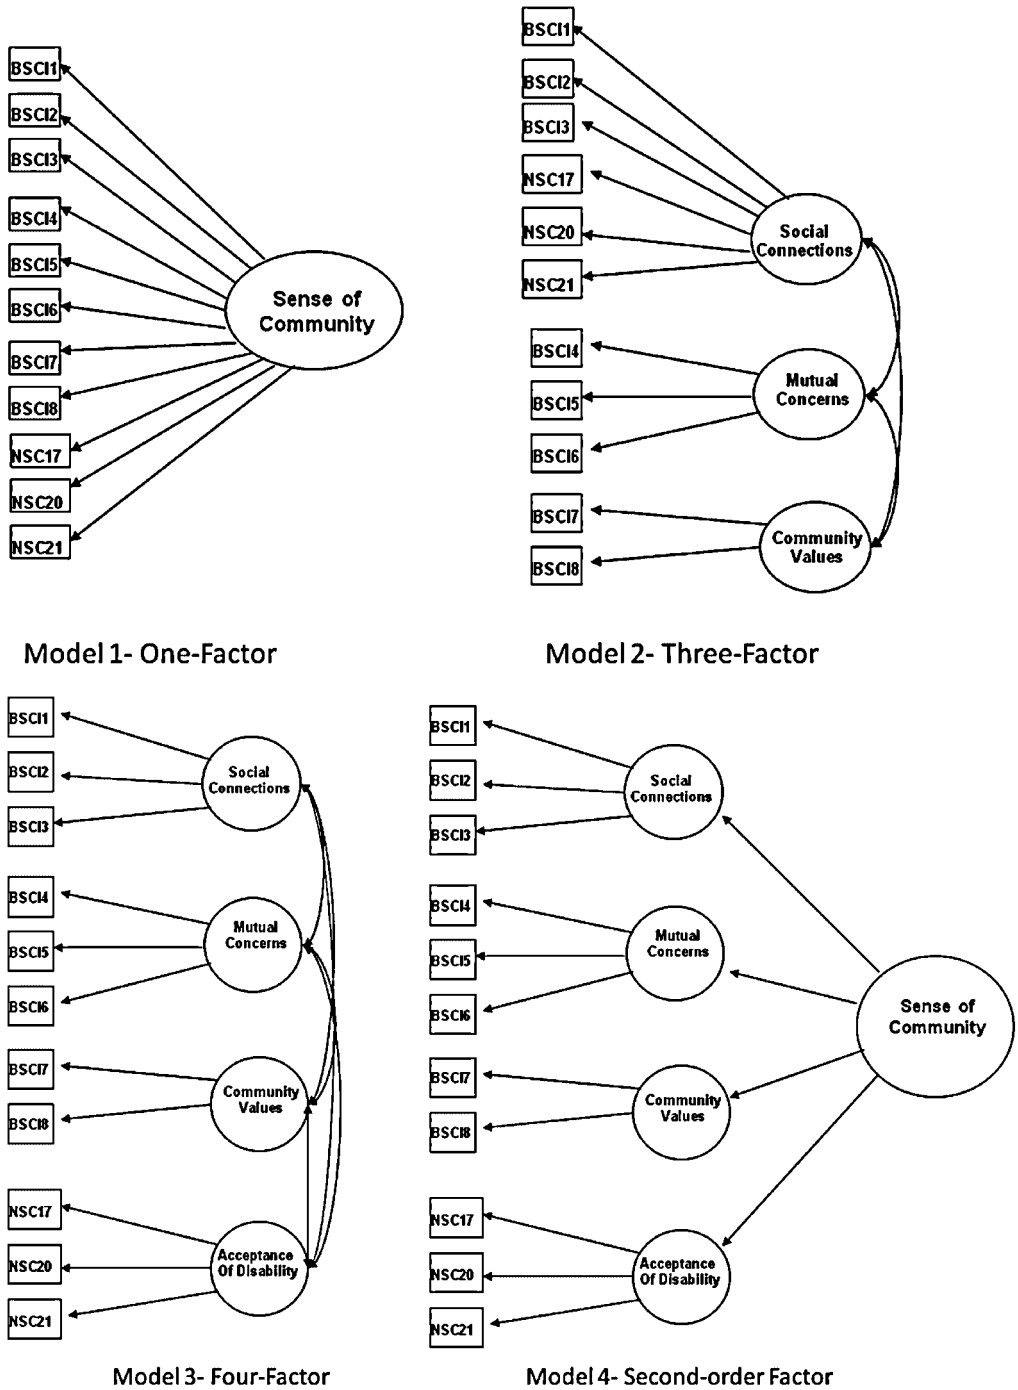 BSCI1
BSCI2
BSCI3
BSCI4
BSCI5
BSCI6
BSCI7
BSCI8
NSC17
NSC20
NSC21
Sense of
Community
Model 1- One-Factor
BSCI1
BSCI2
BSCI3
NSC17
NSC20
NSC21
BSCI4
BSCI5
BSCI6
BSCI7
BSCI8
Social
Connections
Mutual
Concerns
Community
Values
Model 2- Three-Factor
BSCI1
BSCI2
BSCI3
BSCI4
BSCI5
BSCI6
BSCI7
BSCI8
NSC17
NSC20
NSC21
Social
Connections
Mutual
Concerns
Community
Values
Acceptance
Of Disability
Model 3- Four-Factor
BSCI1
BSCI2
BSCI3
BSCI4
BSCI5
BSCI6
BSCI7
BSCI8
NSC17
NSC20
NSC21
Social
Connections
Mutual
Concerns
Community
Values
Acceptance
Of Disability
Sense of
Community
Model 4- Second-order Factor